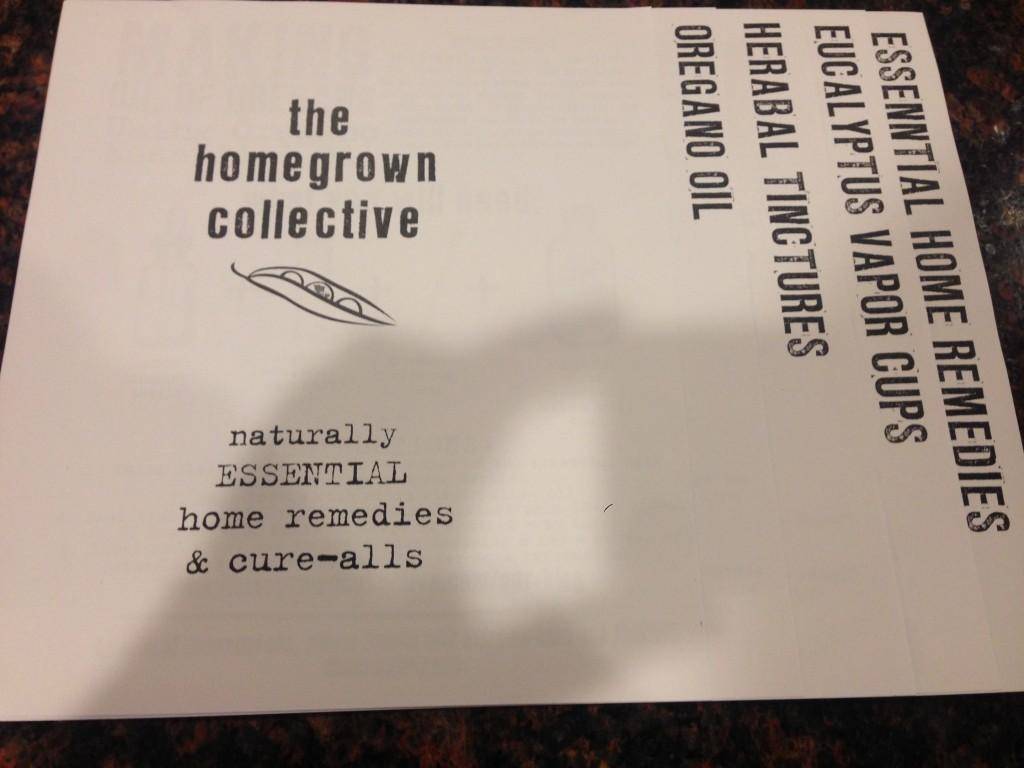 the
homegrown
collective
naturally
ESSENTIAL
home remedies
& cure-alls
OREGANO OIL
HERABAL TINCTURES
EUCALYPTUS VAPOR CUPS
ESSENNTIAL HOME REMEDIES